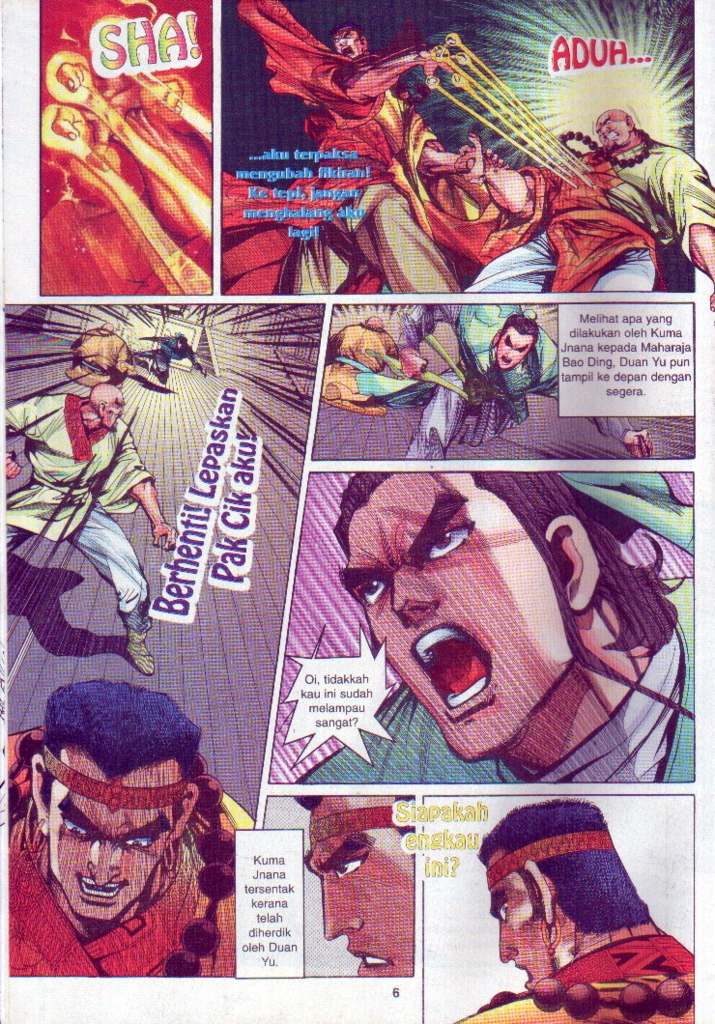 SHA!
ADUH...
...aku terpaksa
mengubah fikiran!
Ke tepi, jangan
menghalang aku
lagi!
Melihat apa yang
dilakukan oleh Kuma
Jnana kepada Maharaja
Bao Ding, Duan Yu pun
tampil ke depan dengan
segera.
Berhenti! Lepaskan
Pak Cik aku!
Oi, tidakkah
kau ini sudah
melampau
sangat?
Kuma
Jnana
tersentak
kerana
telah
diherdik
oleh Duan
Yu.
Siapakah
engkau
ini?
6